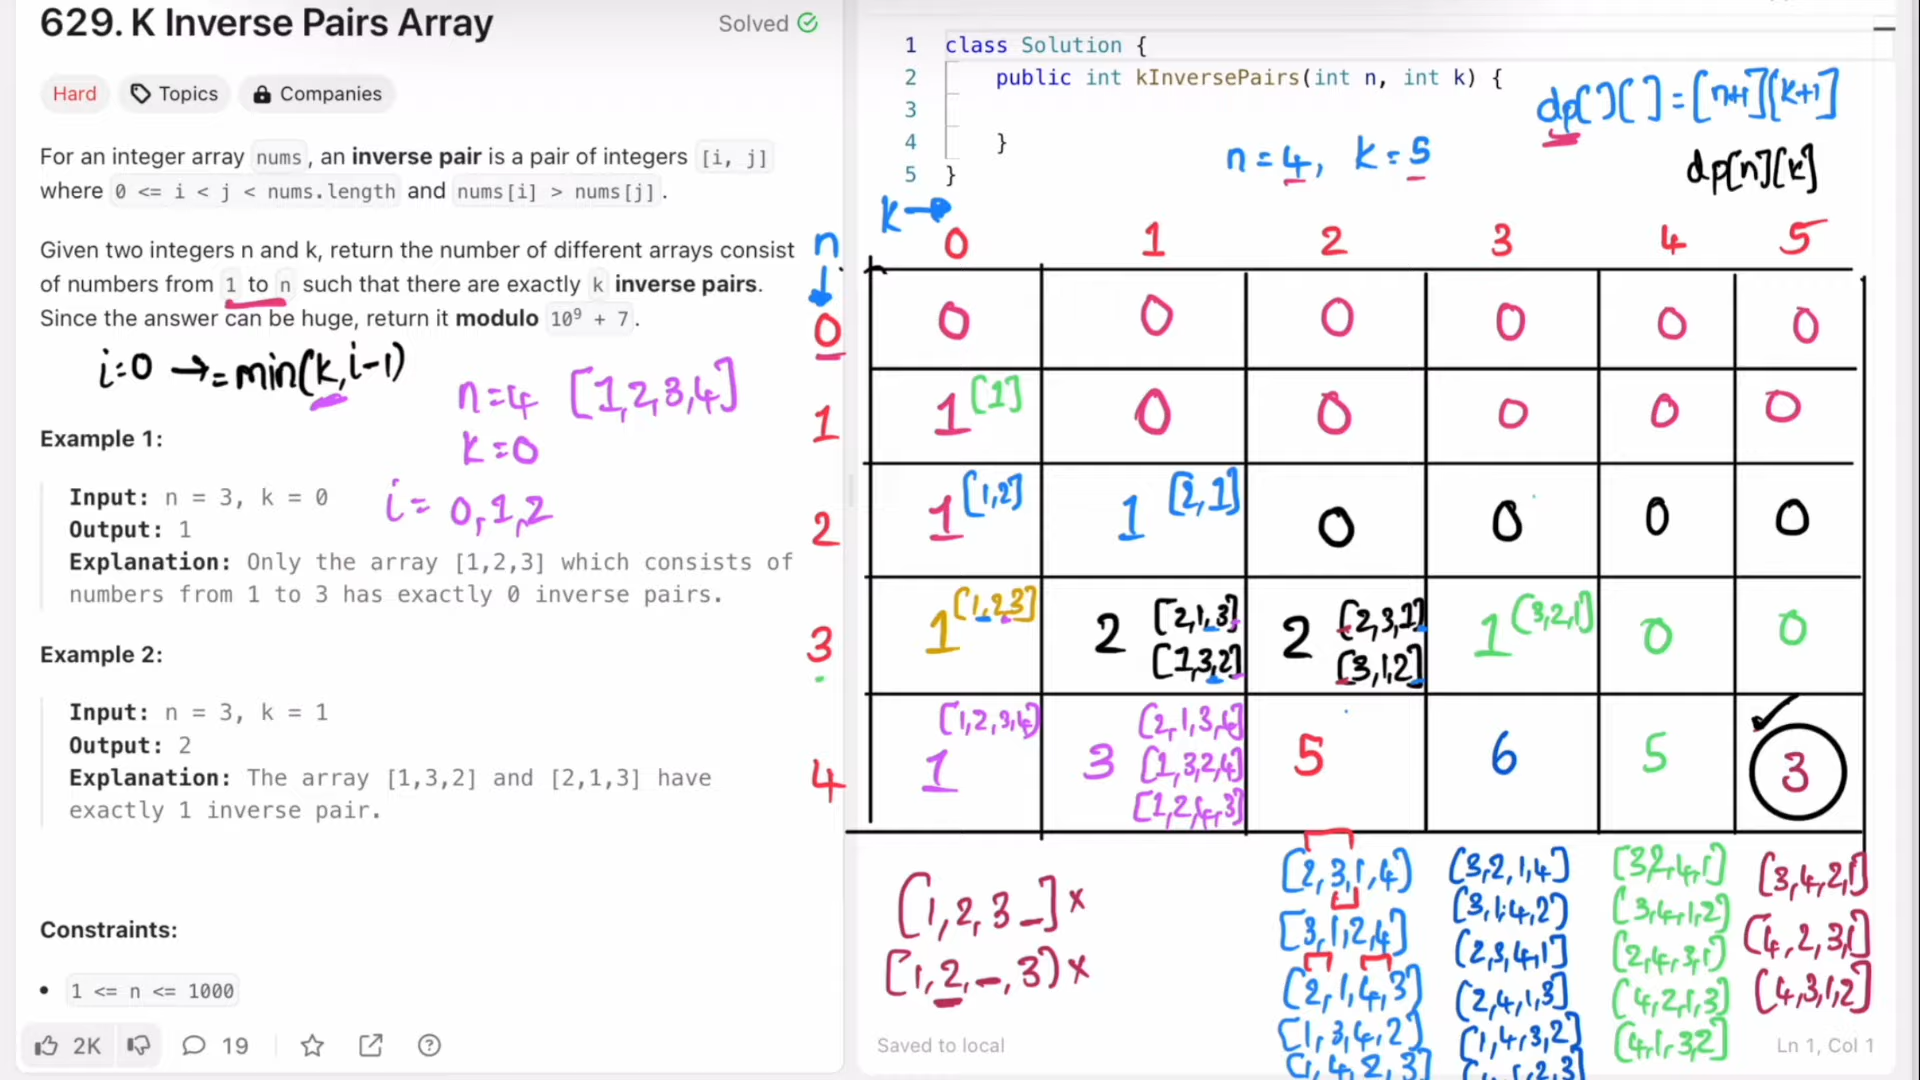 629. K Inverse Pairs Array
Solved
Hard Topics Companies
For an integer array nums, an inverse pair is a pair of integers [i, j]
where 0 <= i < j < nums.length and nums[i] > nums[j].
Given two integers n and k, return the number of different arrays consist
of numbers from 1 to n such that there are exactly k inverse pairs.
Since the answer can be huge, return it modulo 10⁹ + 7.
i=0 → = min(k, i-1)
n=4 [1,2,3,4]
k=0
i= 0,1,2
Example 1:
Input: n = 3, k = 0
Output: 1
Explanation: Only the array [1,2,3] which consists of
numbers from 1 to 3 has exactly 0 inverse pairs.
Example 2:
Input: n = 3, k = 1
Output: 2
Explanation: The array [1,3,2] and [2,1,3] have
exactly 1 inverse pair.
Constraints:
1 <= n <= 1000
2K 19
1 class Solution {
2 public int kInversePairs(int n, int k) {
3
4 }
5 }
dp[][] = [n+1][k+1]
n=4, k=5
dp[n][k]
k→
n 0 1 2 3 4 5
0 0 0 0 0 0 0
1 1 [1] 0 0 0 0 0
2 1 [1,2] 1 [2,1] 0 0 0 0
3 1 [1,2,3] 2 [2,1,3] [1,3,2] 2 [2,3,1] [3,1,2] 1 [3,2,1] 0 0
4 1 [1,2,3,4] 3 [2,1,3,4] [1,3,2,4] [1,2,4,3] 5 6 5 3
[1,2,3_] x
[1,2,_,3) x
[2,3,1,4] [3,2,1,4] [3,2,4,1] [3,4,2,1]
[3,1,2,4] [3,1,4,2] [3,4,1,2] [4,2,3,1]
[2,1,4,3] [2,3,4,1] [2,4,3,1] [4,3,1,2]
[1,3,4,2] [2,4,1,3] [4,2,1,3]
[1,4,2,3] [1,4,3,2] [4,1,3,2]
Saved to local
Ln 1, Col 1